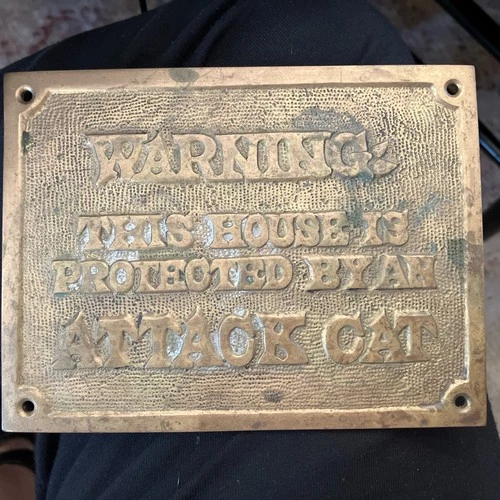 WARNING
THIS HOUSE IS
PROTECTED BY AN
ATTACK CAT